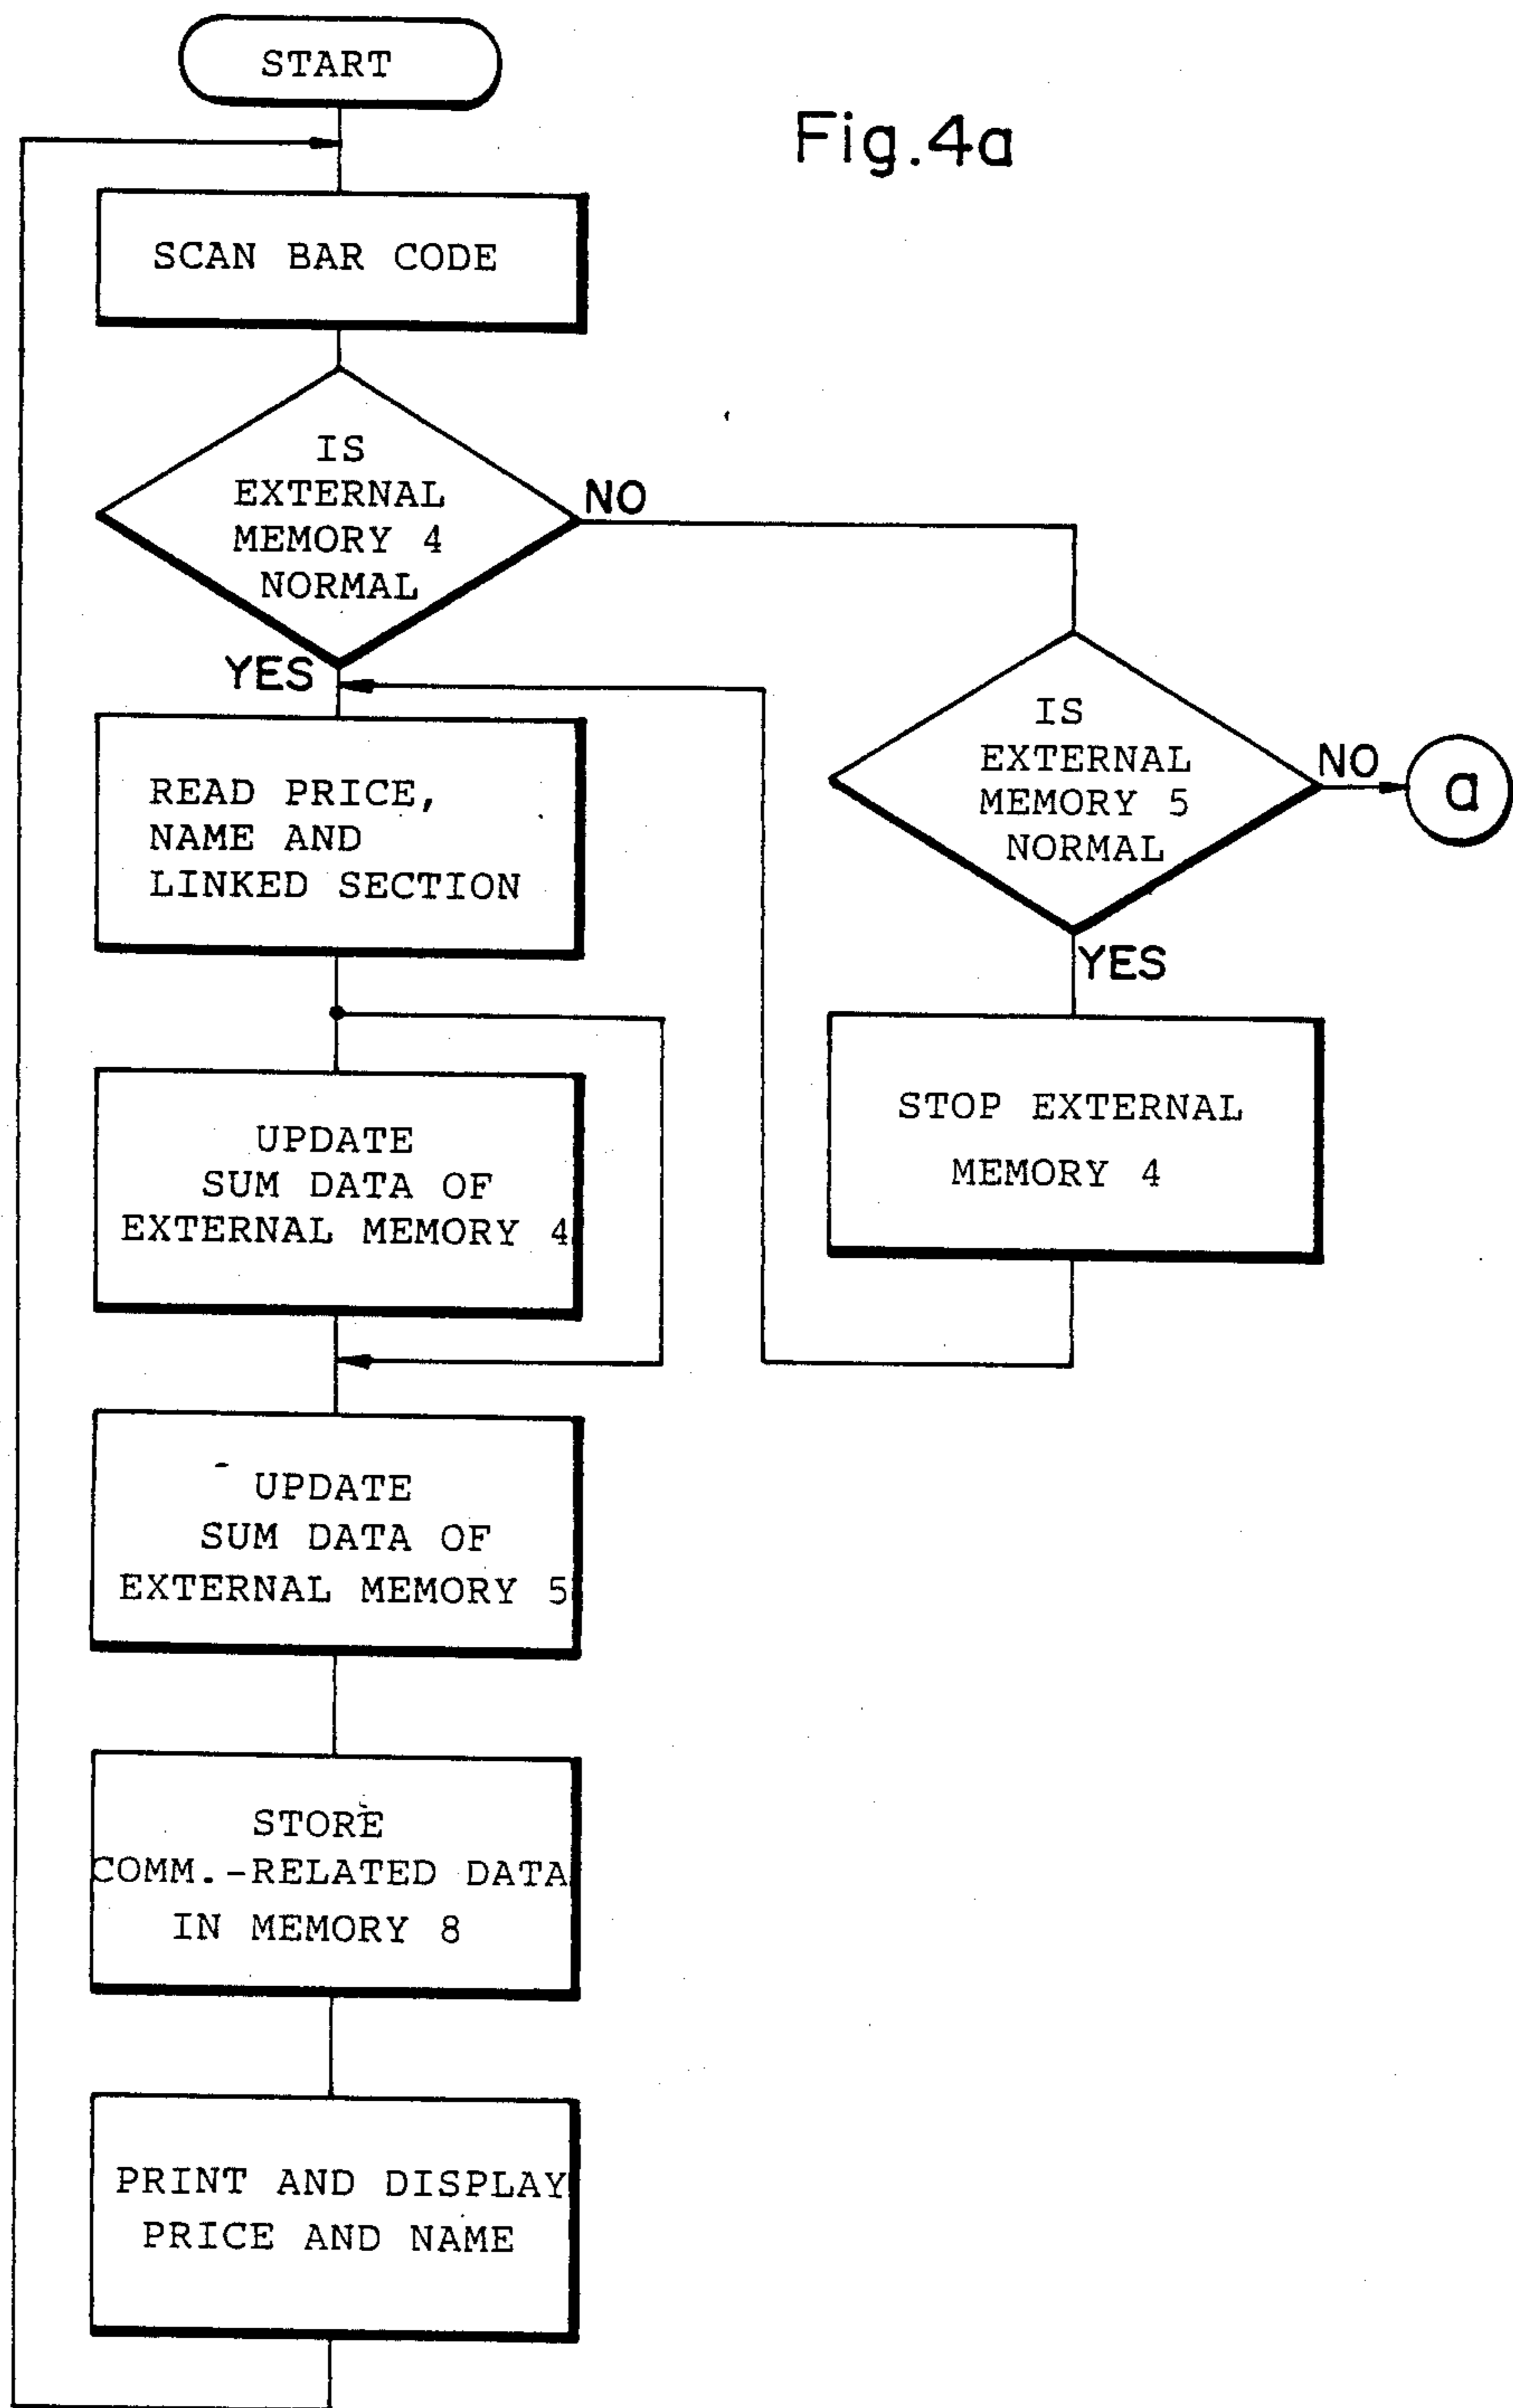 START
Fig.4a
SCAN BAR CODE
IS
EXTERNAL
MEMORY 4
NORMAL
NO
YES
IS
EXTERNAL
MEMORY 5
NORMAL
NO
a
YES
READ PRICE,
NAME AND
LINKED SECTION
STOP EXTERNAL
MEMORY 4
UPDATE
SUM DATA OF
EXTERNAL MEMORY 4
UPDATE
SUM DATA OF
EXTERNAL MEMORY 5
STORE
COMM.-RELATED DATA
IN MEMORY 8
PRINT AND DISPLAY
PRICE AND NAME